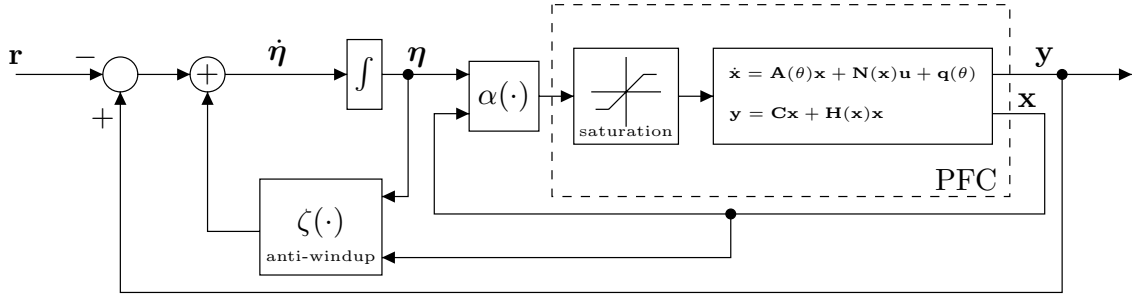 r
−
+
+
η̇
∫
η
α(·)
saturation
ẋ = A(θ)x + N(x)u + q(θ)
y = Cx + H(x)x
y
x
PFC
ζ(·)
anti-windup